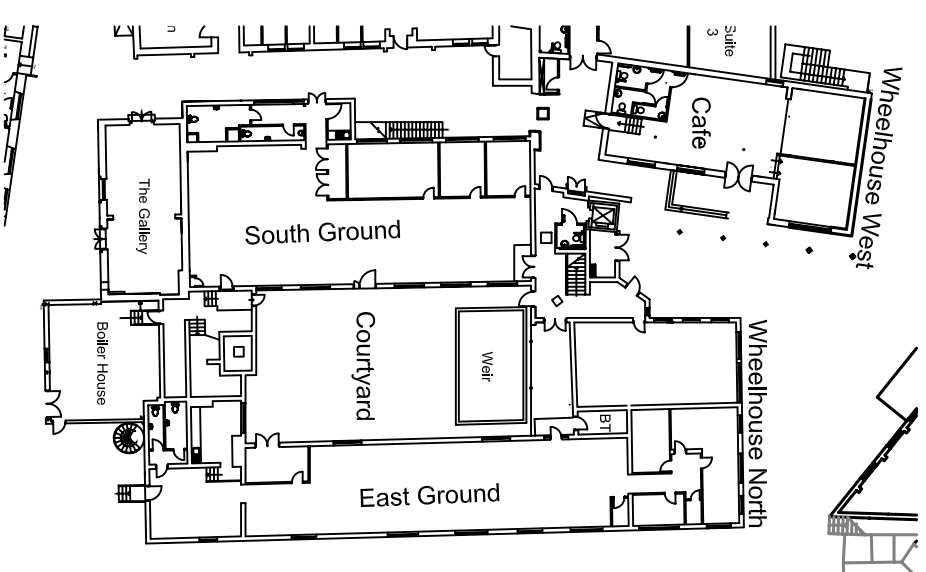 Suite
3
Cafe
Wheelhouse West
The Gallery
South Ground
Boiler House
Courtyard
Weir
Wheelhouse North
BT
East Ground